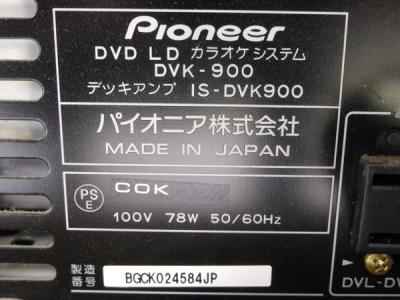 Pioneer
DVD LD カラオケシステム
DVK-900
デッキアンプ IS-DVK900
パイオニア株式会社
MADE IN JAPAN
PS
E
COK
100V 78W 50/60Hz
製造
番号
BGCK024584JP
DVL-DV